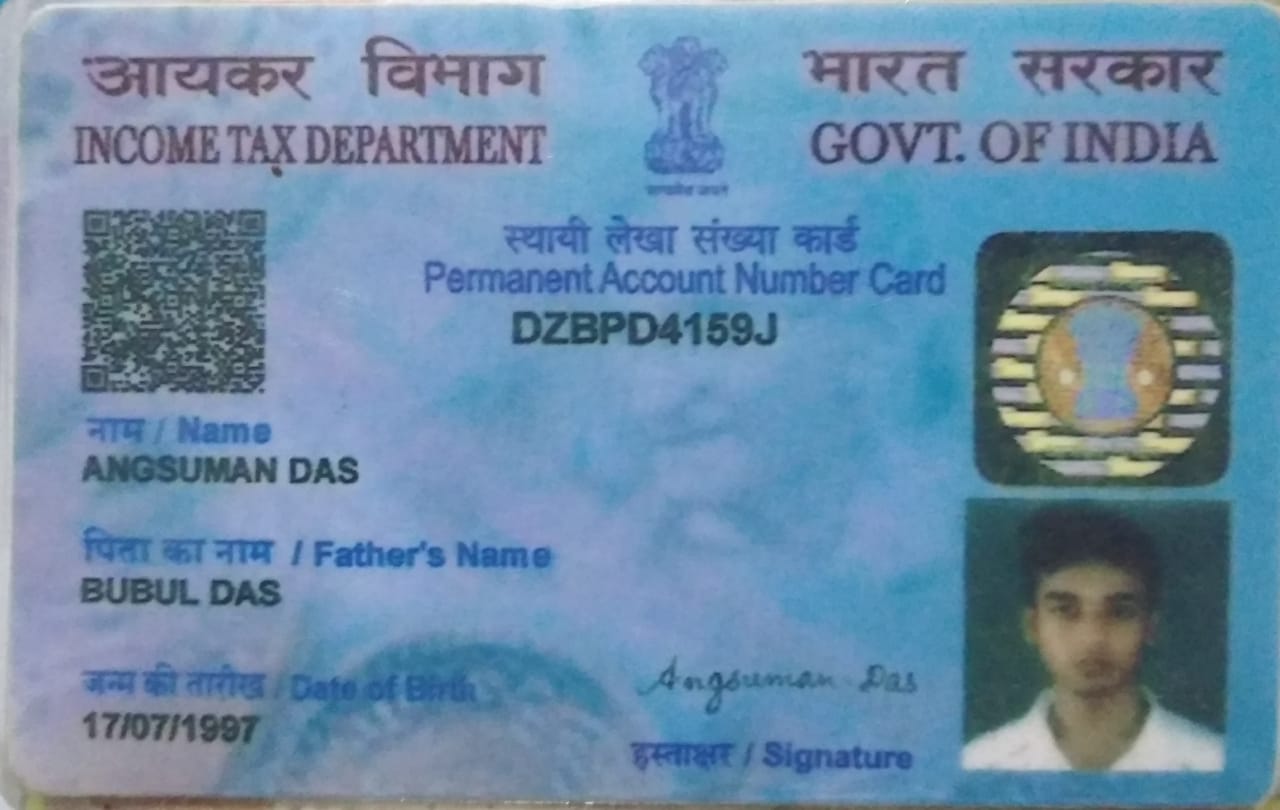 आयकर विभाग
INCOME TAX DEPARTMENT
भारत सरकार
GOVT. OF INDIA
सत्यमेव जयते
स्थायी लेखा संख्या कार्ड
Permanent Account Number Card
DZBPD4159J
नाम / Name
ANGSUMAN DAS
पिता का नाम / Father's Name
BUBUL DAS
जन्म की तारीख / Date of Birth
17/07/1997
Angsuman Das
हस्ताक्षर / Signature